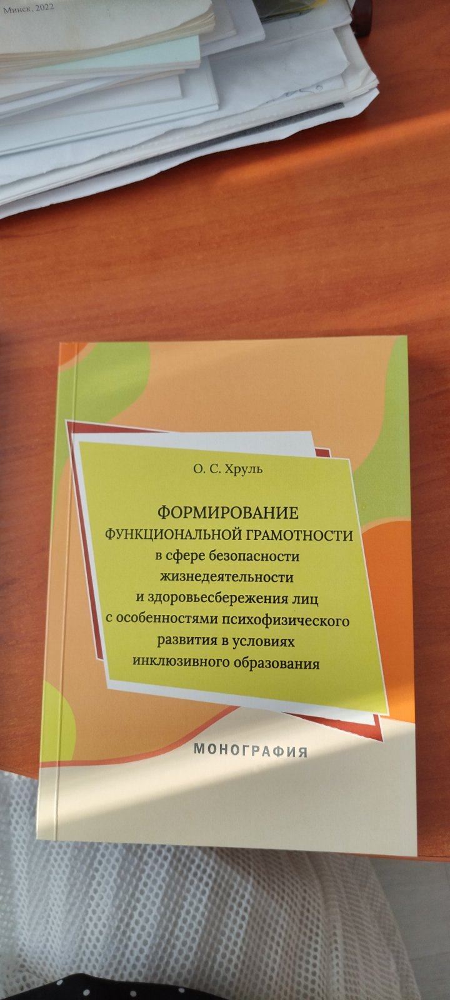 Минск, 2022
О. С. Хруль
ФОРМИРОВАНИЕ
ФУНКЦИОНАЛЬНОЙ ГРАМОТНОСТИ
в сфере безопасности
жизнедеятельности
и здоровьесбережения лиц
с особенностями психофизического
развития в условиях
инклюзивного образования
МОНОГРАФИЯ